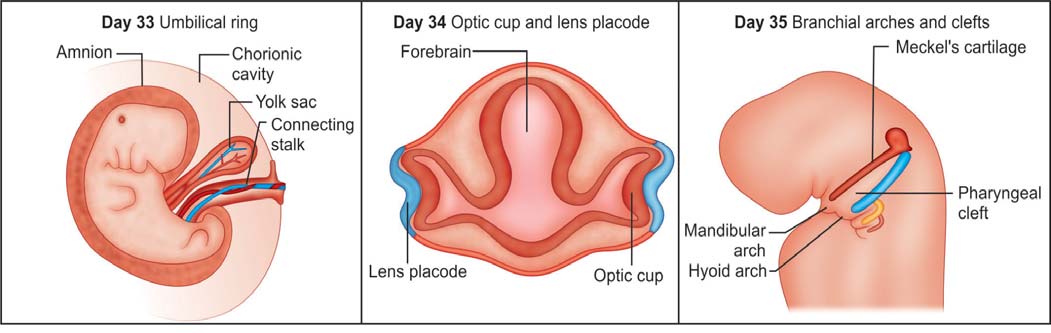 Day 33 Umbilical ring
Amnion
Chorionic
cavity
Yolk sac
Connecting
stalk
Day 34 Optic cup and lens placode
Forebrain
Lens placode
Optic cup
Day 35 Branchial arches and clefts
Meckel's cartilage
Pharyngeal
cleft
Mandibular
arch
Hyoid arch